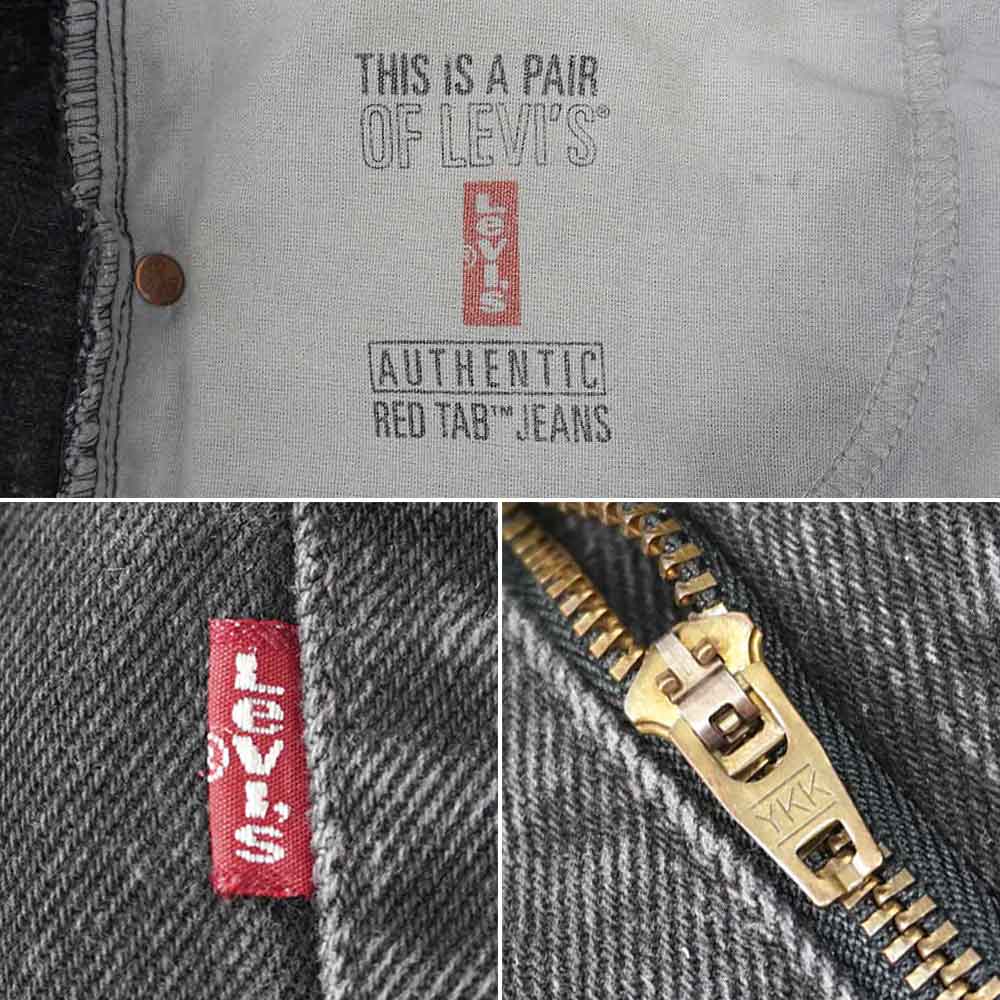 THIS IS A PAIR
OF LEVI'S®
Levi's
®
AUTHENTIC
RED TAB™ JEANS
Levi's
®
YKK